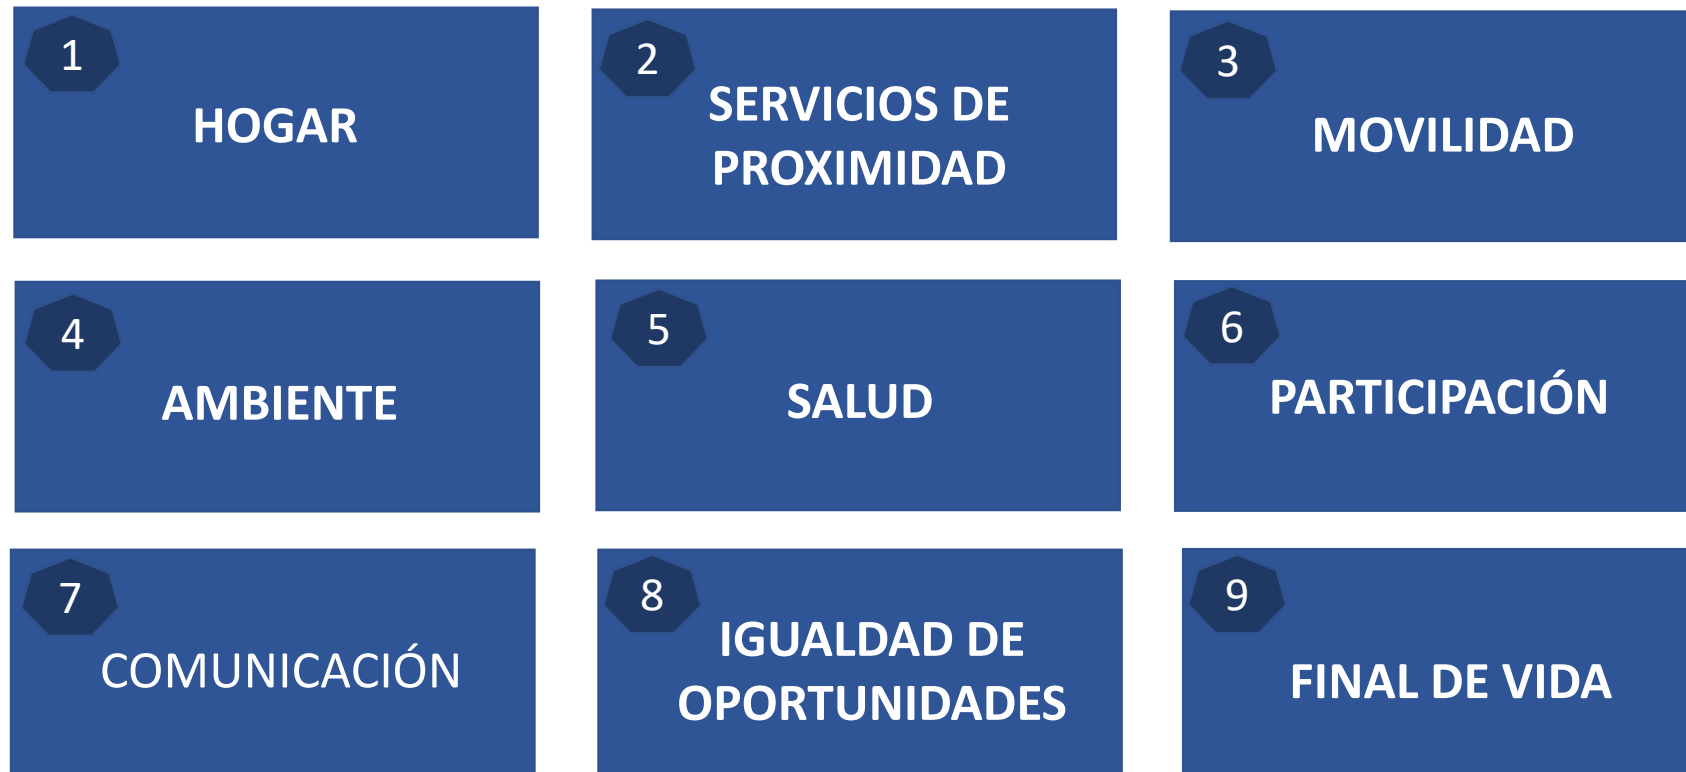 1
HOGAR
2
SERVICIOS DE
PROXIMIDAD
3
MOVILIDAD
4
AMBIENTE
5
SALUD
6
PARTICIPACIÓN
7
COMUNICACIÓN
8
IGUALDAD DE
OPORTUNIDADES
9
FINAL DE VIDA